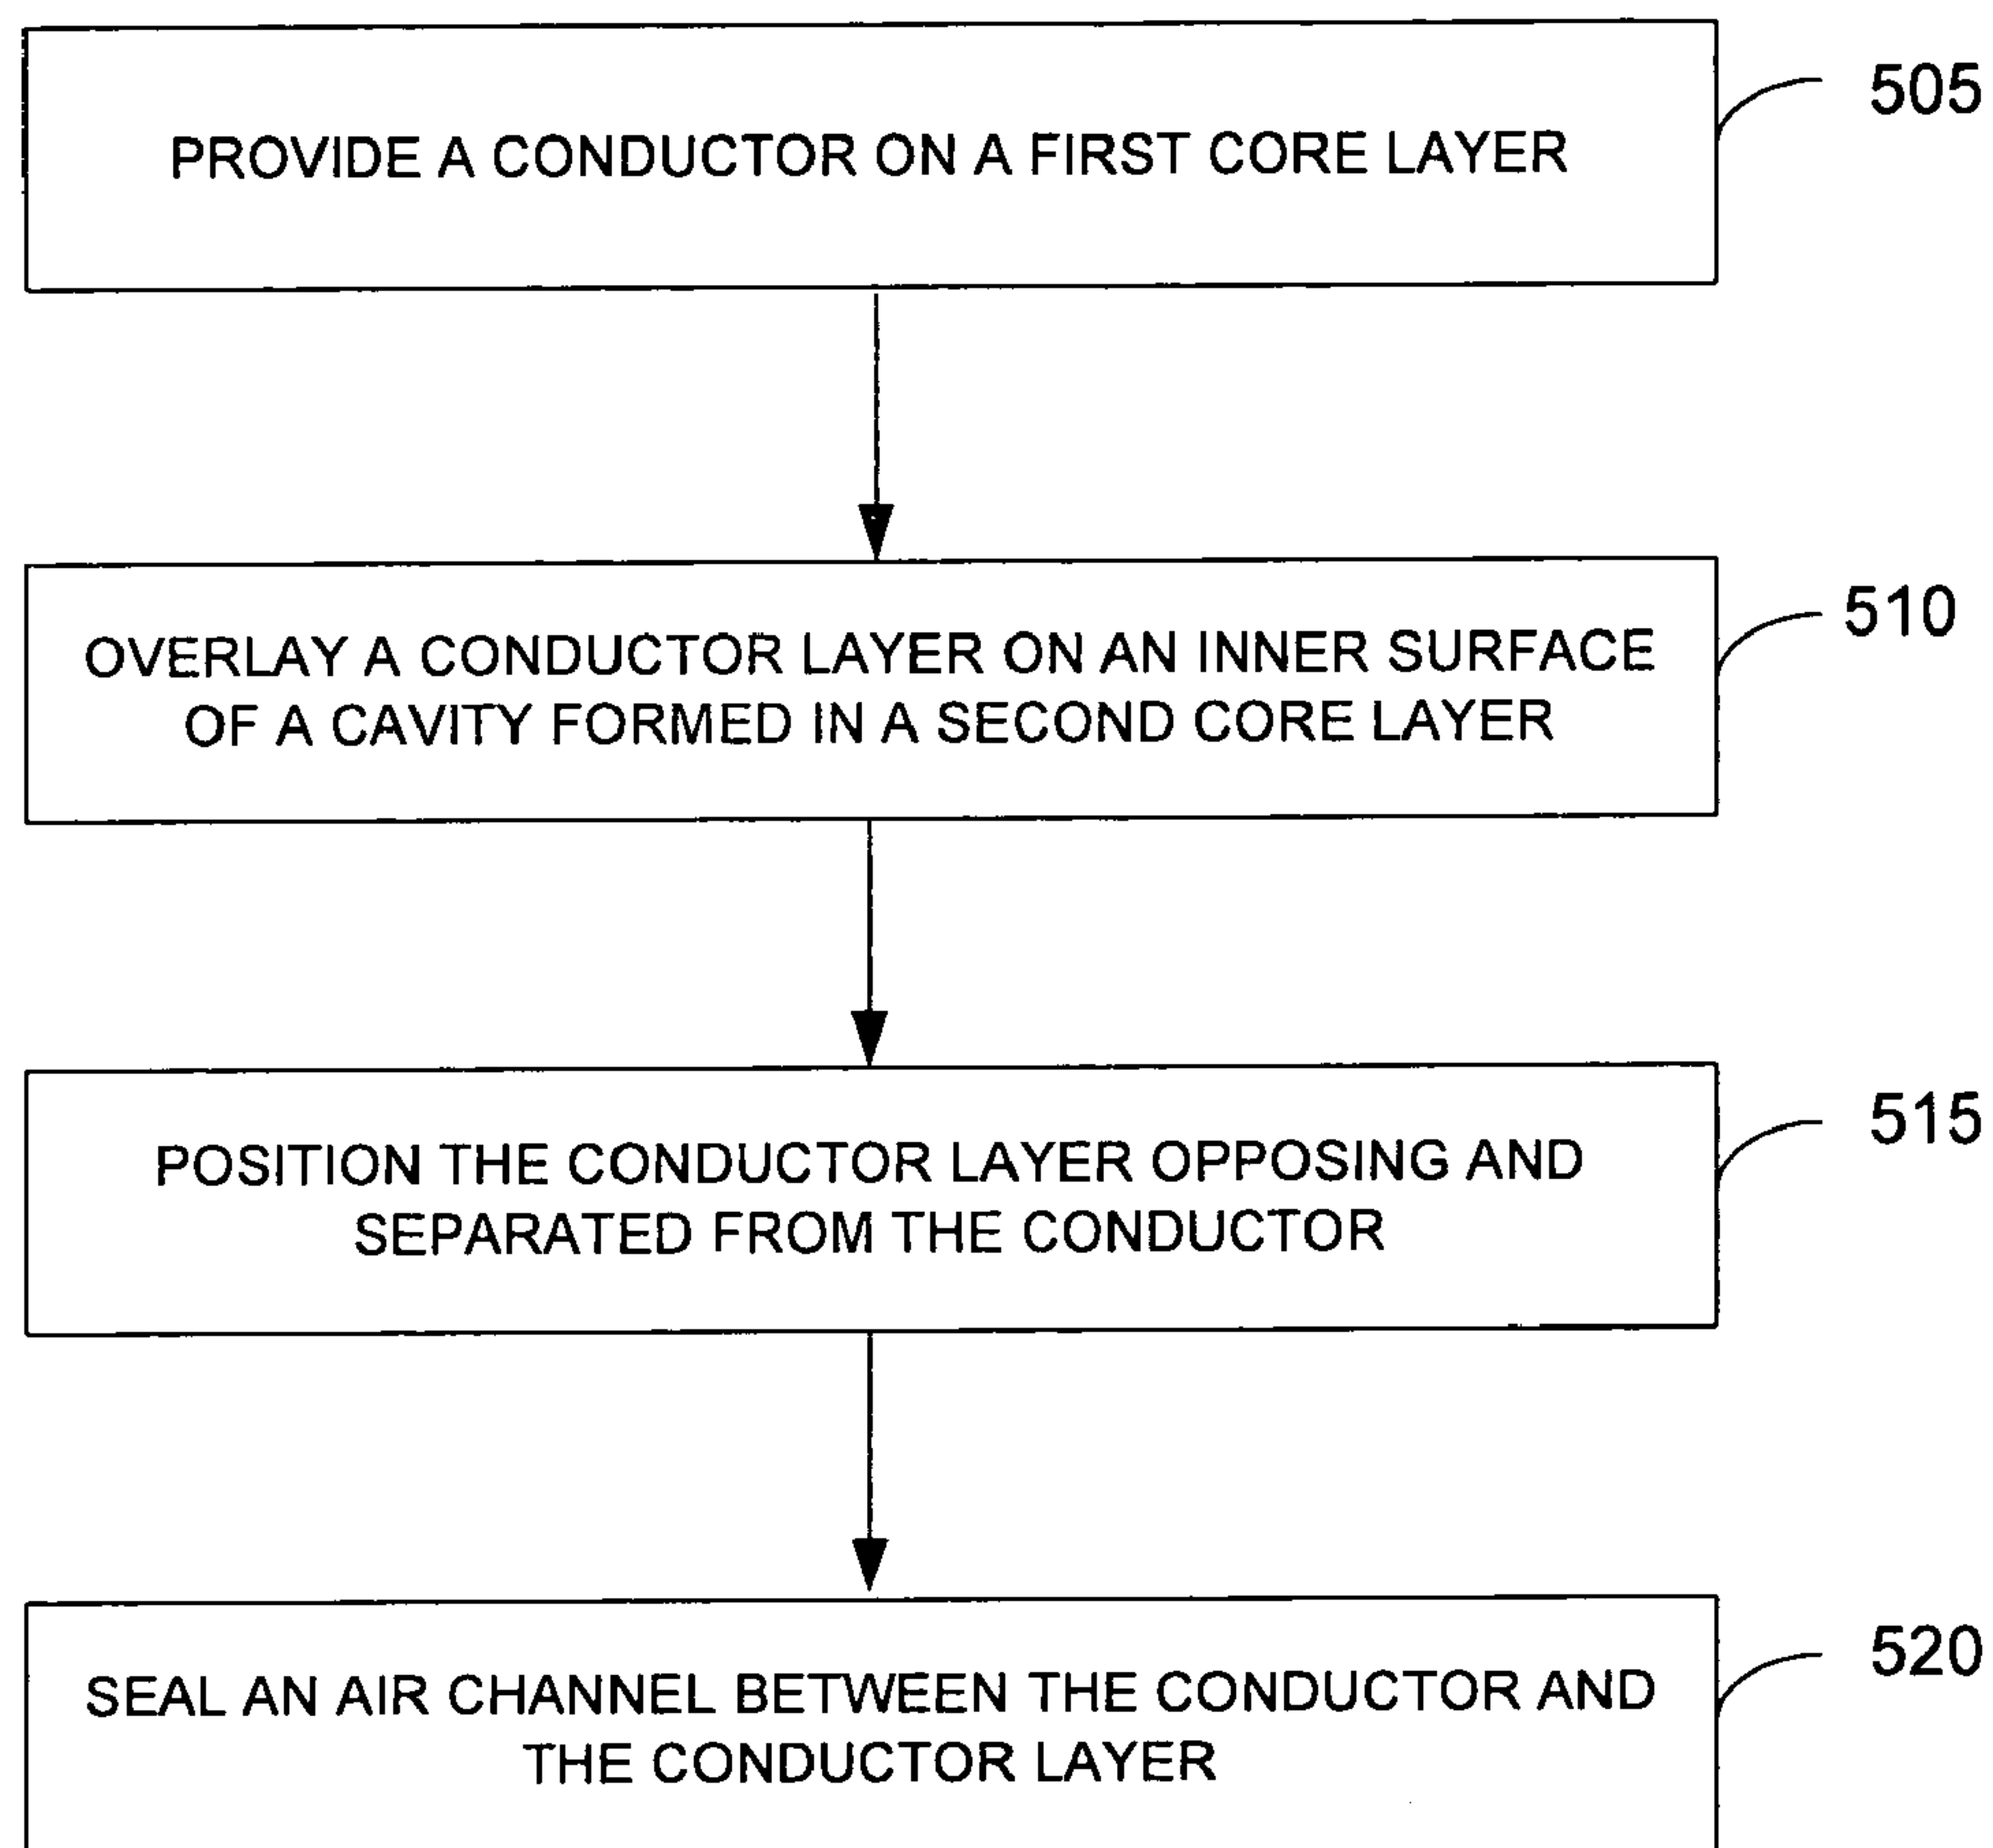 505
PROVIDE A CONDUCTOR ON A FIRST CORE LAYER
510
OVERLAY A CONDUCTOR LAYER ON AN INNER SURFACE
OF A CAVITY FORMED IN A SECOND CORE LAYER
515
POSITION THE CONDUCTOR LAYER OPPOSING AND
SEPARATED FROM THE CONDUCTOR
520
SEAL AN AIR CHANNEL BETWEEN THE CONDUCTOR AND
THE CONDUCTOR LAYER